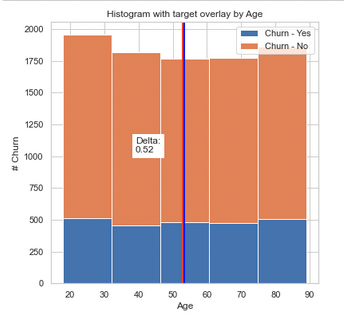 Histogram with target overlay by Age
Churn - Yes
Churn - No
# Churn
2000
1750
1500
1250
1000
750
500
250
0
Delta:
0.52
20 30 40 50 60 70 80 90
Age